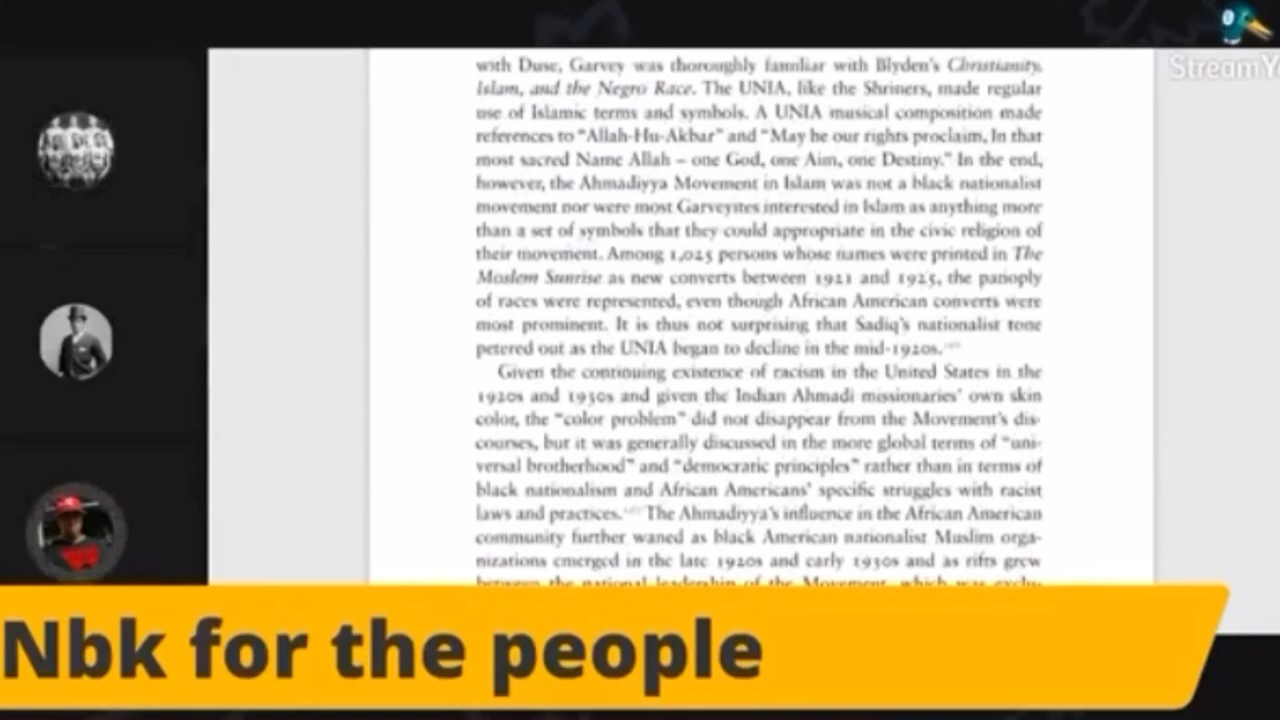 StreamY
with Duse, Garvey was thoroughly familiar with Blyden's Christianity,
Islam, and the Negro Race. The UNIA, like the Shriners, made regular
use of Islamic terms and symbols. A UNIA musical composition made
references to "Allah-Hu-Akbar" and "May he our rights proclaim, In that
most sacred Name Allah – one God, one Aim, one Destiny." In the end,
however, the Ahmadiyya Movement in Islam was not a black nationalist
movement nor were most Garveyites interested in Islam as anything more
than a set of symbols that they could appropriate in the civic religion of
their movement. Among 1,025 persons whose names were printed in The
Moslem Sunrise as new converts between 1921 and 1925, the panoply
of races were represented, even though African American converts were
most prominent. It is thus not surprising that Sadiq's nationalist tone
petered out as the UNIA began to decline in the mid-1920s.
Given the continuing existence of racism in the United States in the
1920s and 1930s and given the Indian Ahmadi missionaries' own skin
color, the "color problem" did not disappear from the Movement's dis-
courses, but it was generally discussed in the more global terms of "uni-
versal brotherhood" and "democratic principles" rather than in terms of
black nationalism and African Americans' specific struggles with racist
laws and practices. The Ahmadiyya's influence in the African American
community further waned as black American nationalist Muslim orga-
nizations emerged in the late 1920s and early 1930s and as rifts grew
between the national leadership of the Movement, which was exclu-
Nbk for the people